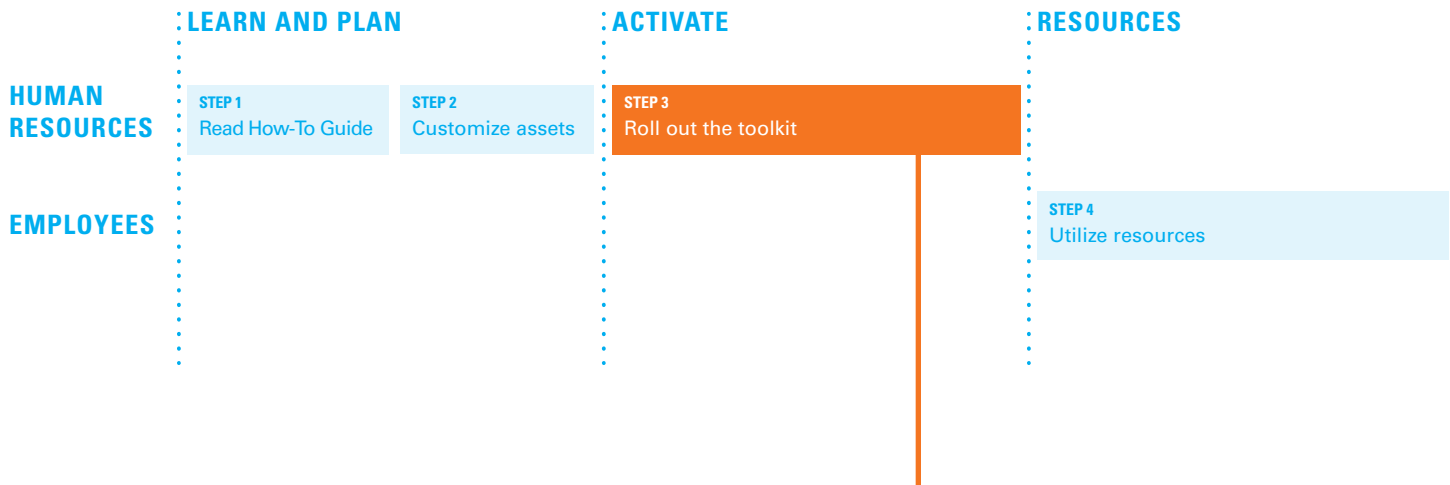 LEARN AND PLAN
ACTIVATE
RESOURCES
HUMAN
RESOURCES
STEP 1
Read How-To Guide
STEP 2
Customize assets
STEP 3
Roll out the toolkit
EMPLOYEES
STEP 4
Utilize resources